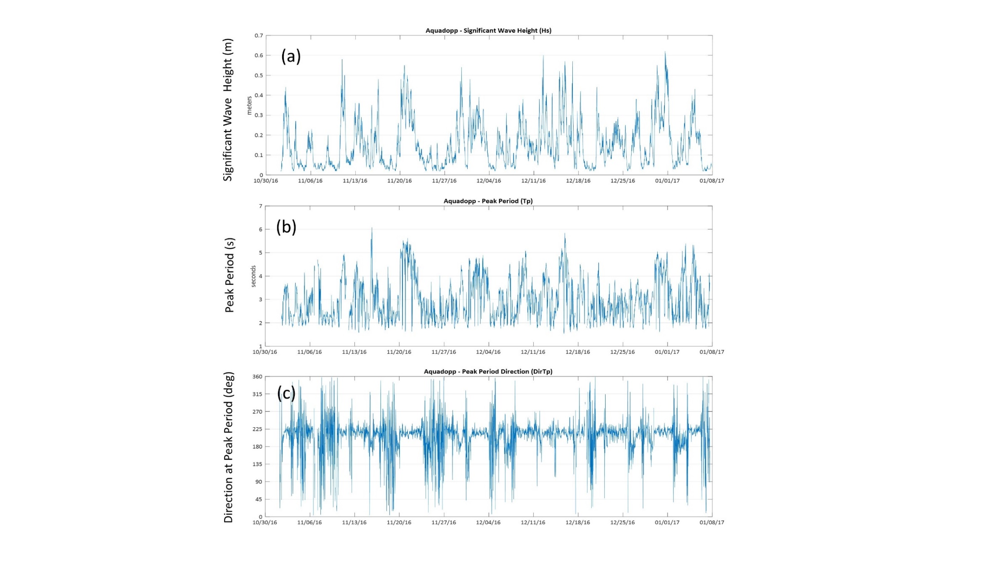 Aquadopp - Significant Wave Height (Hs)
Significant Wave Height (m)
meters
(a)
0.7
0.6
0.5
0.4
0.3
0.2
0.1
0
10/30/16 11/06/16 11/13/16 11/20/16 11/27/16 12/04/16 12/11/16 12/18/16 12/25/16 01/01/17 01/08/17
Aquadopp - Peak Period (Tp)
Peak Period (s)
seconds
(b)
7
6
5
4
3
2
1
10/30/16 11/06/16 11/13/16 11/20/16 11/27/16 12/04/16 12/11/16 12/18/16 12/25/16 01/01/17 01/08/17
Aquadopp - Peak Period Direction (DirTp)
Direction at Peak Period (deg)
(c)
360
315
270
225
180
135
90
45
0
10/30/16 11/06/16 11/13/16 11/20/16 11/27/16 12/04/16 12/11/16 12/18/16 12/25/16 01/01/17 01/08/17